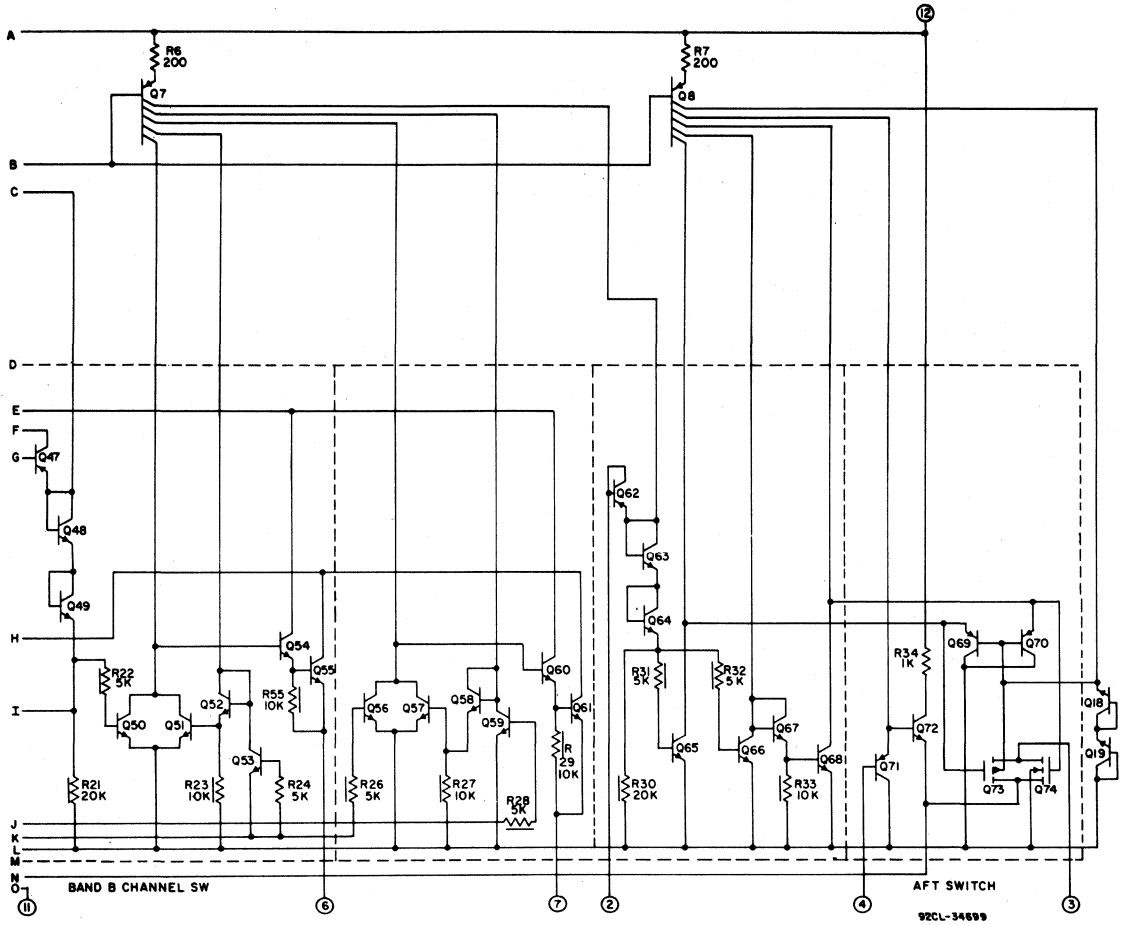 12
A
R6
200
R7
200
Q7
Q8
B
C
D
E
F
G
Q47
Q62
Q48
Q63
Q49
Q64
H
Q54
Q69
Q70
R22
5K
Q55
Q60
R31
5K
R32
5K
R34
1K
I
Q50
Q51
Q52
R55
10K
Q56
Q57
Q58
Q59
Q61
Q65
Q66
Q67
Q68
Q72
Q18
Q53
R
29
10K
Q71
Q19
R21
20K
R23
10K
R24
5K
R26
5K
R27
10K
R28
5K
R30
20K
R33
10K
Q73
Q74
J
K
L
M
N
O
BAND B CHANNEL SW
AFT SWITCH
11
6
7
2
4
3
92CL-34699